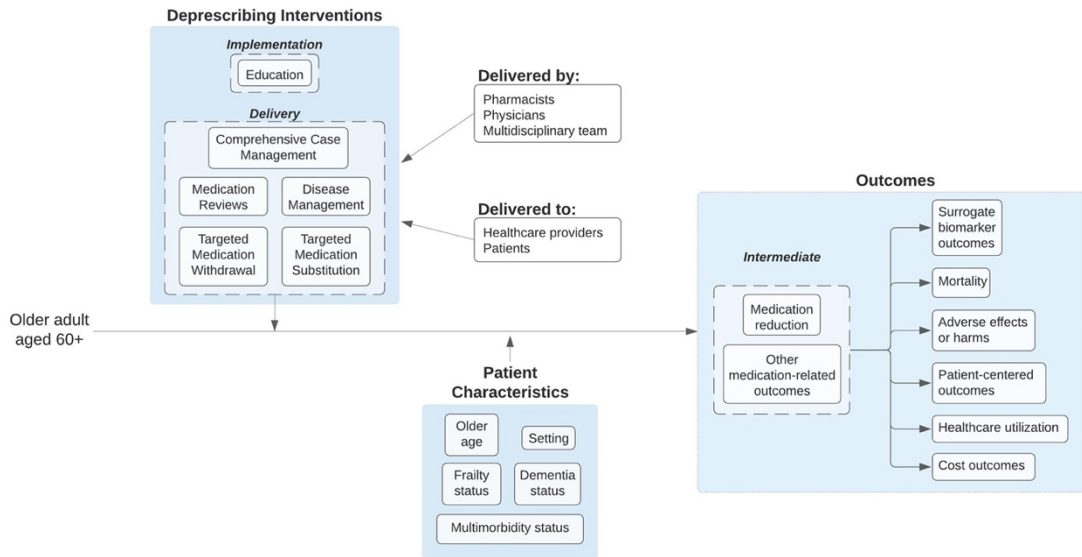 Deprescribing Interventions
Implementation
Education
Delivery
Comprehensive Case
Management
Medication
Reviews
Disease
Management
Targeted
Medication
Withdrawal
Targeted
Medication
Substitution
Delivered by:
Pharmacists
Physicians
Multidisciplinary team
Delivered to:
Healthcare providers
Patients
Older adult
aged 60+
Patient
Characteristics
Older
age
Setting
Frailty
status
Dementia
status
Multimorbidity status
Outcomes
Intermediate
Medication
reduction
Other
medication-related
outcomes
Surrogate
biomarker
outcomes
Mortality
Adverse effects
or harms
Patient-centered
outcomes
Healthcare utilization
Cost outcomes